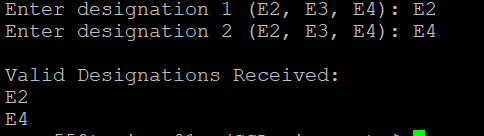 Enter designation 1 (E2, E3, E4): E2
Enter designation 2 (E2, E3, E4): E4
Valid Designations Received:
E2
E4